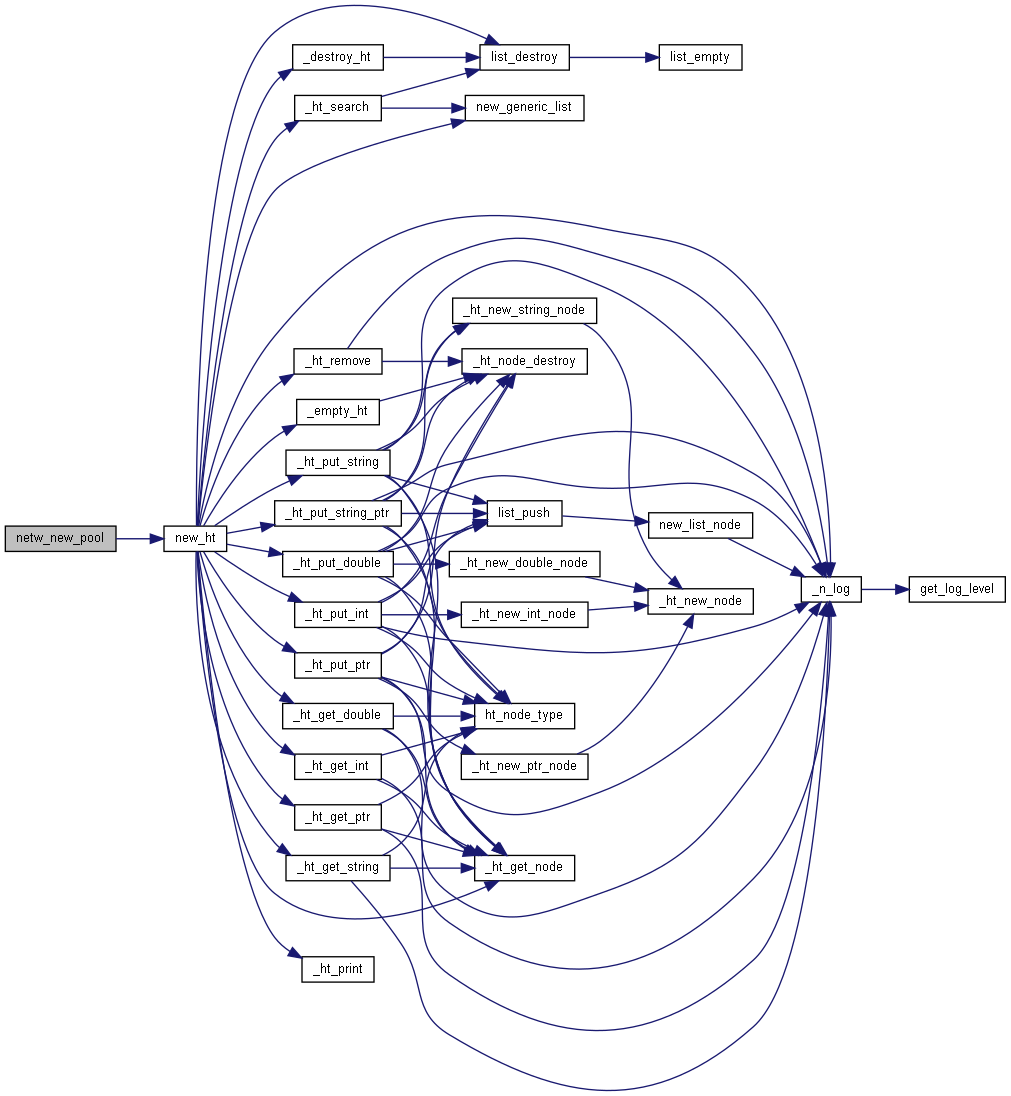 _destroy_ht
list_destroy
list_empty
_ht_search
new_generic_list
_ht_new_string_node
_ht_remove
_ht_node_destroy
_empty_ht
_ht_put_string
_ht_put_string_ptr
list_push
new_list_node
netw_new_pool
new_ht
_ht_put_double
_ht_new_double_node
_n_log
get_log_level
_ht_put_int
_ht_new_int_node
_ht_new_node
_ht_put_ptr
_ht_get_double
ht_node_type
_ht_get_int
_ht_new_ptr_node
_ht_get_ptr
_ht_get_string
_ht_get_node
_ht_print